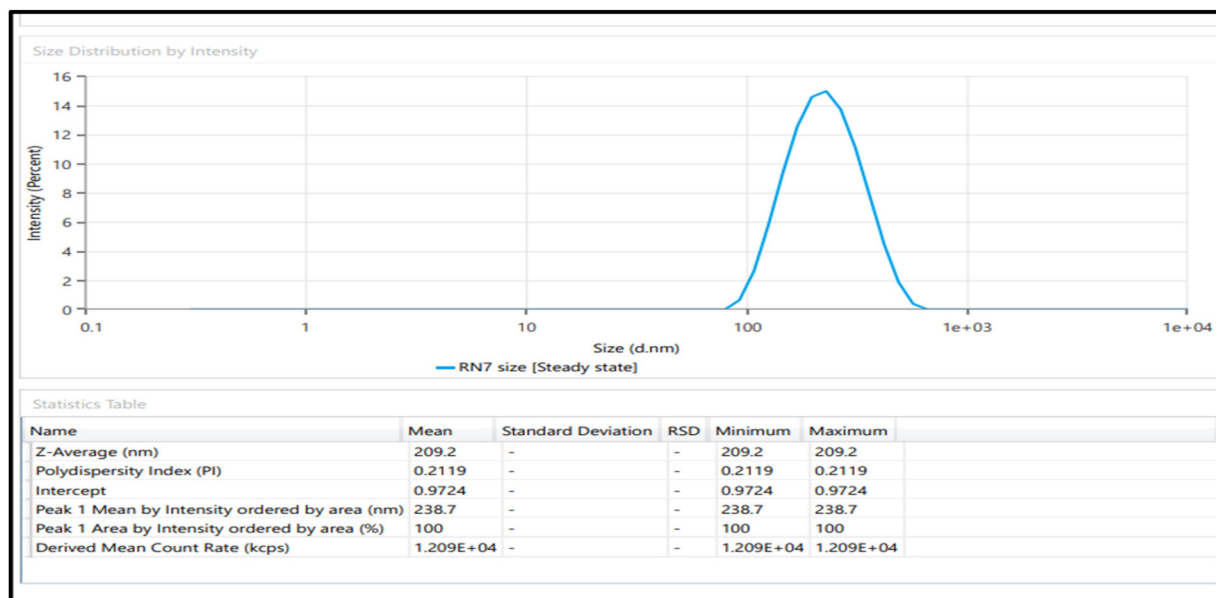 Size Distribution by Intensity
16
14
12
10
8
6
4
2
0
Intensity (Percent)
0.1 1 10 100 1e+03 1e+04
Size (d.nm)
RN7 size [Steady state]
Statistics Table
Name Mean Standard Deviation RSD Minimum Maximum
Z-Average (nm) 209.2 - - 209.2 209.2
Polydispersity Index (PI) 0.2119 - - 0.2119 0.2119
Intercept 0.9724 - - 0.9724 0.9724
Peak 1 Mean by Intensity ordered by area (nm) 238.7 - - 238.7 238.7
Peak 1 Area by Intensity ordered by area (%) 100 - - 100 100
Derived Mean Count Rate (kcps) 1.209E+04 - - 1.209E+04 1.209E+04